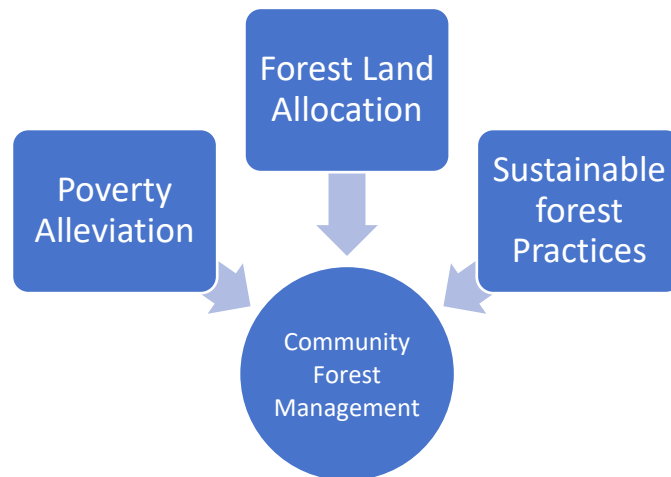 Forest Land
Allocation
Poverty
Alleviation
Sustainable
forest
Practices
Community
Forest
Management